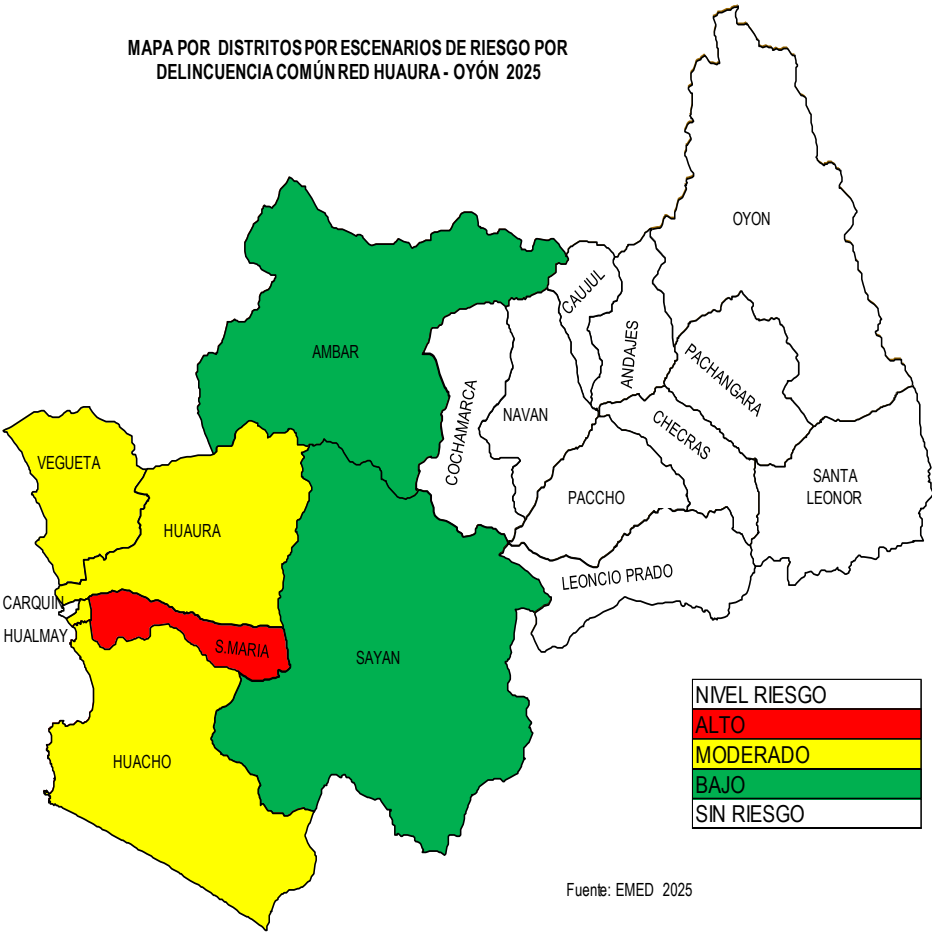 MAPA POR DISTRITOS POR ESCENARIOS DE RIESGO POR
DELINCUENCIA COMÚN RED HUAURA - OYÓN 2025
OYON
CAUJUL
ANDAJES
AMBAR
PACHANGARA
COCHAMARCA
NAVAN
CHECRAS
VEGUETA
SANTA
LEONOR
PACCHO
HUAURA
LEONCIO PRADO
CARQUIN
HUALMAY
S.MARIA
SAYAN
HUACHO
NIVEL RIESGO
ALTO
MODERADO
BAJO
SIN RIESGO
Fuente: EMED 2025